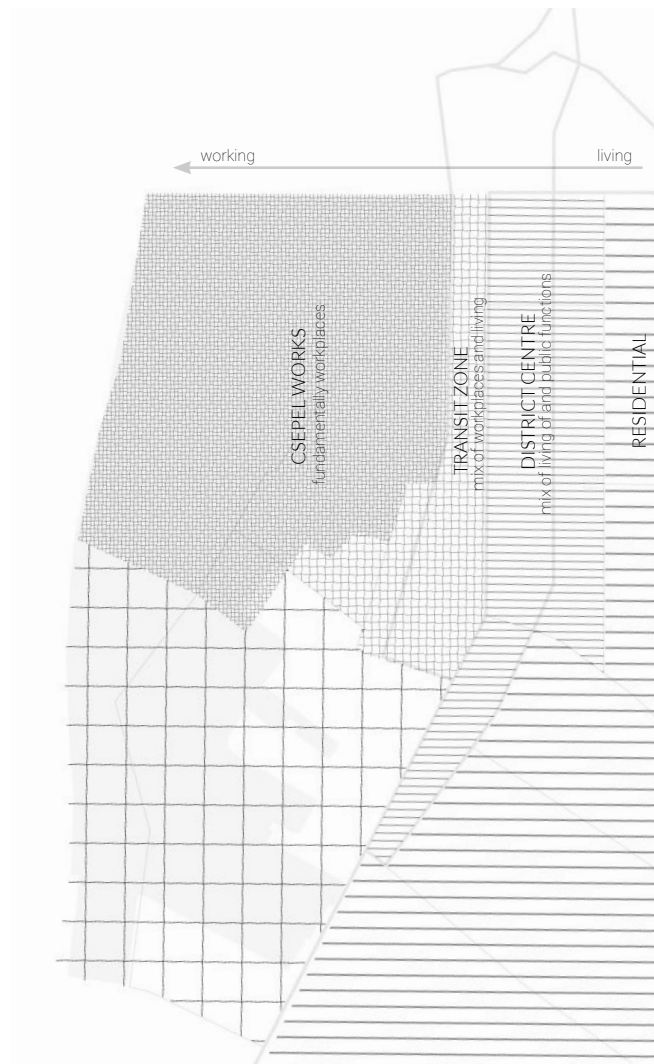 working
living
CSEPEL WORKS
fundamentally workplaces
TRANSIT ZONE
mix of workplaces and living
DISTRICT CENTRE
mix of living of and public functions
RESIDENTIAL